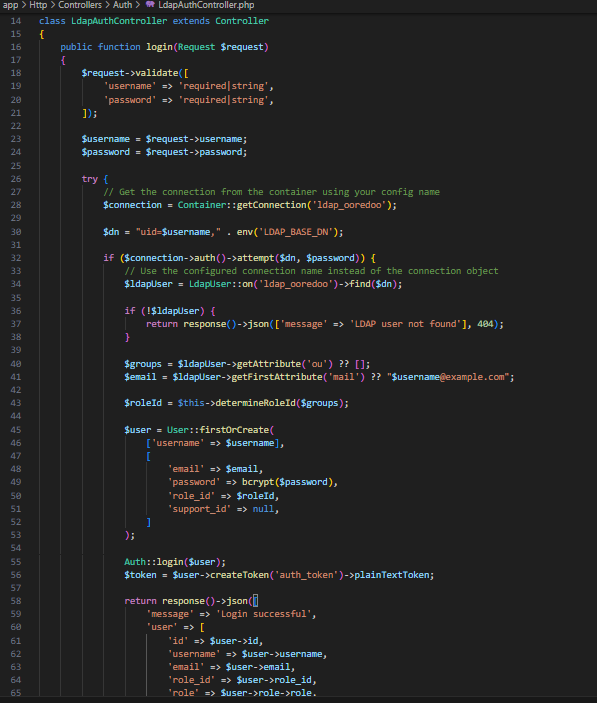 app > Http > Controllers > Auth > LdapAuthController.php
14 class LdapAuthController extends Controller
15 {
16     public function login(Request $request)
17     {
18         $request->validate([
19             'username' => 'required|string',
20             'password' => 'required|string',
21         ]);
22
23         $username = $request->username;
24         $password = $request->password;
25
26         try {
27             // Get the connection from the container using your config name
28             $connection = Container::getConnection('ldap_ooredoo');
29
30             $dn = "uid=$username," . env('LDAP_BASE_DN');
31
32             if ($connection->auth()->attempt($dn, $password)) {
33                 // Use the configured connection name instead of the connection object
34                 $ldapUser = LdapUser::on('ldap_ooredoo')->find($dn);
35
36                 if (!$ldapUser) {
37                     return response()->json(['message' => 'LDAP user not found'], 404);
38                 }
39
40                 $groups = $ldapUser->getAttribute('ou') ?? [];
41                 $email = $ldapUser->getFirstAttribute('mail') ?? "$username@example.com";
42
43                 $roleId = $this->determineRoleId($groups);
44
45                 $user = User::firstOrCreate(
46                     ['username' => $username],
47                     [
48                         'email' => $email,
49                         'password' => bcrypt($password),
50                         'role_id' => $roleId,
51                         'support_id' => null,
52                     ]
53                 );
54
55                 Auth::login($user);
56                 $token = $user->createToken('auth_token')->plainTextToken;
57
58                 return response()->json([
59                     'message' => 'Login successful',
60                     'user' => [
61                         'id' => $user->id,
62                         'username' => $user->username,
63                         'email' => $user->email,
64                         'role_id' => $user->role_id,
65                         'role' => $user->role->role,